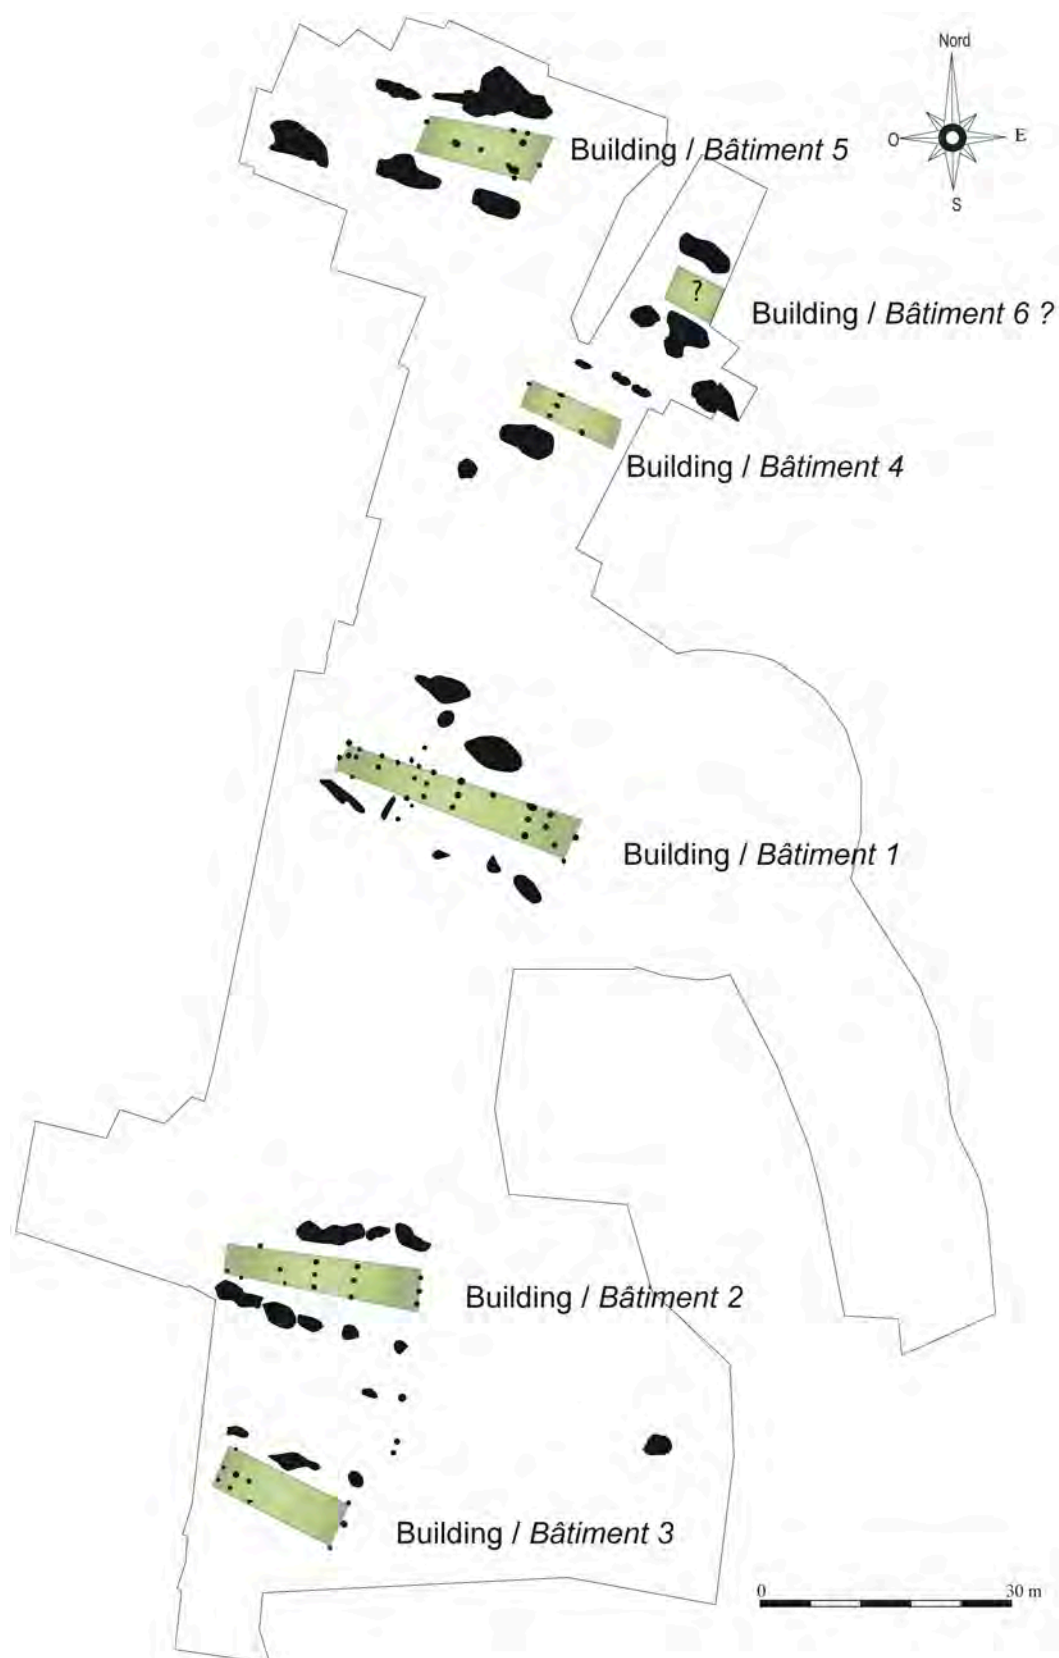 Nord
O
E
S
Building / Bâtiment 5
?
Building / Bâtiment 6 ?
Building / Bâtiment 4
Building / Bâtiment 1
Building / Bâtiment 2
Building / Bâtiment 3
0 30 m